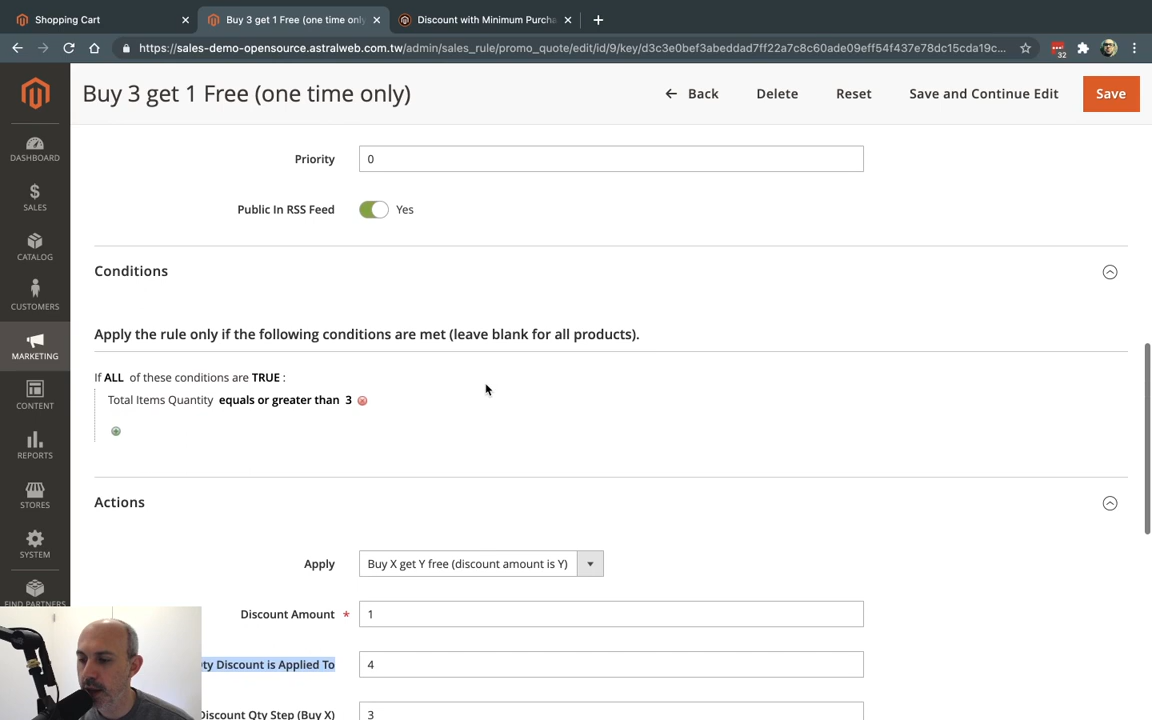 Shopping Cart
Buy 3 get 1 Free (one time only
Discount with Minimum Purcha
https://sales-demo-opensource.astralweb.com.tw/admin/sales_rule/promo_quote/edit/id/9/key/d3c3e0bef3abeddad7ff22a7c8c60ade09eff54f437e78dc15cda19c...
32
Buy 3 get 1 Free (one time only)
Back
Delete
Reset
Save and Continue Edit
Save
DASHBOARD
SALES
CATALOG
CUSTOMERS
MARKETING
CONTENT
REPORTS
STORES
SYSTEM
FIND PARTNERS
Priority
0
Public In RSS Feed
Yes
Conditions
Apply the rule only if the following conditions are met (leave blank for all products).
If ALL of these conditions are TRUE :
Total Items Quantity equals or greater than 3
Actions
Apply
Buy X get Y free (discount amount is Y)
Discount Amount *
1
Qty Discount is Applied To
4
Discount Qty Step (Buy X)
3